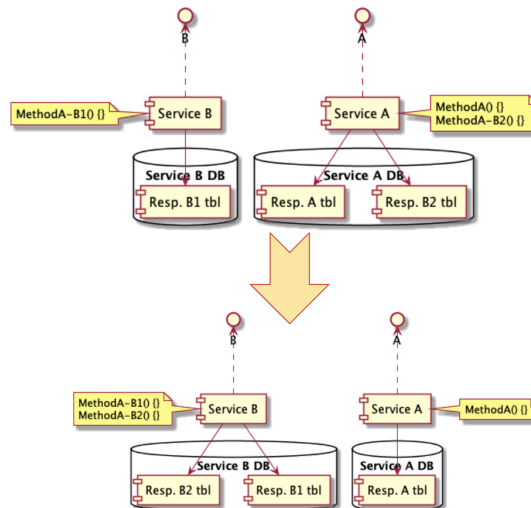 B
A
MethodA-B1() {}
Service B
Service A
MethodA() {}
MethodA-B2() {}
Service B DB
Resp. B1 tbl
Service A DB
Resp. A tbl
Resp. B2 tbl
B
A
MethodA-B1() {}
MethodA-B2() {}
Service B
Service A
MethodA() {}
Service B DB
Resp. B2 tbl
Resp. B1 tbl
Service A DB
Resp. A tbl